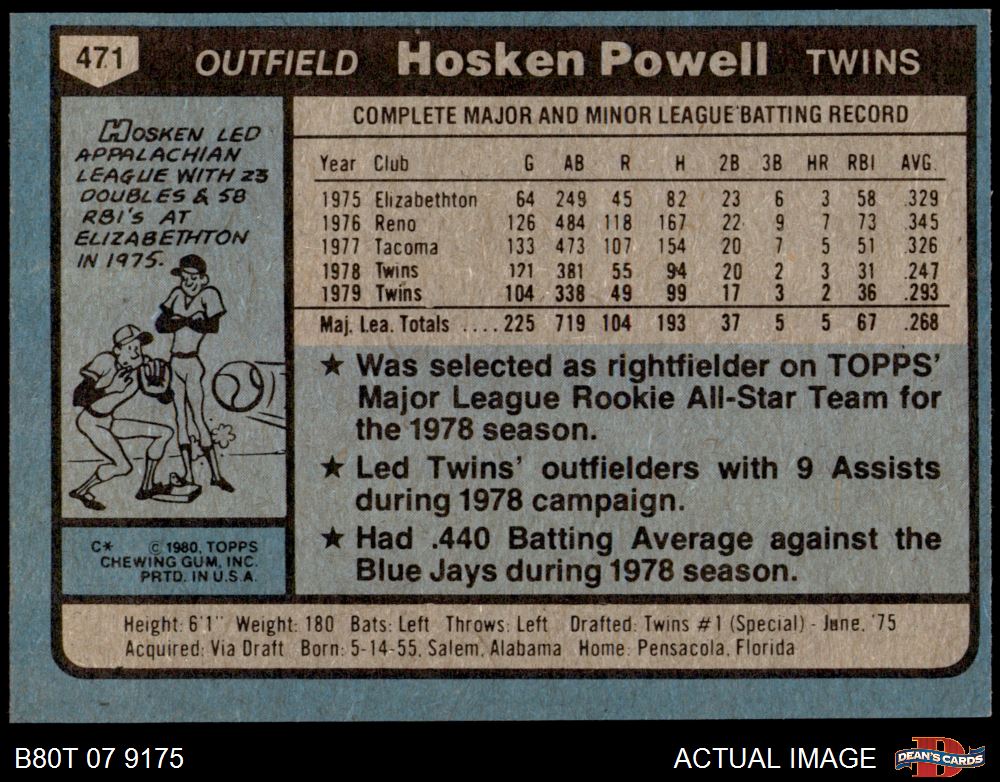 471 OUTFIELD Hosken Powell TWINS
HOSKEN LED
APPALACHIAN
LEAGUE WITH 23
DOUBLES & 58
RBI'S AT
ELIZABETHTON
IN 1975.
C* © 1980, TOPPS
CHEWING GUM, INC.
PRTD. IN U.S.A.
COMPLETE MAJOR AND MINOR LEAGUE BATTING RECORD
Year Club G AB R H 2B 3B HR RBI AVG.
1975 Elizabethton 64 249 45 82 23 6 3 58 .329
1976 Reno 126 484 118 167 22 9 7 73 .345
1977 Tacoma 133 473 107 154 20 7 5 51 .326
1978 Twins 121 381 55 94 20 2 3 31 .247
1979 Twins 104 338 49 99 17 3 2 36 .293
Maj. Lea. Totals ....225 719 104 193 37 5 5 67 .268
★ Was selected as rightfielder on TOPPS'
Major League Rookie All-Star Team for
the 1978 season.
★ Led Twins' outfielders with 9 Assists
during 1978 campaign.
★ Had .440 Batting Average against the
Blue Jays during 1978 season.
Height: 6'1" Weight: 180 Bats: Left Throws: Left Drafted: Twins #1 (Special) - June, '75
Acquired: Via Draft Born: 5-14-55, Salem, Alabama Home: Pensacola, Florida
B80T 07 9175 ACTUAL IMAGE D DEAN'S CARDS